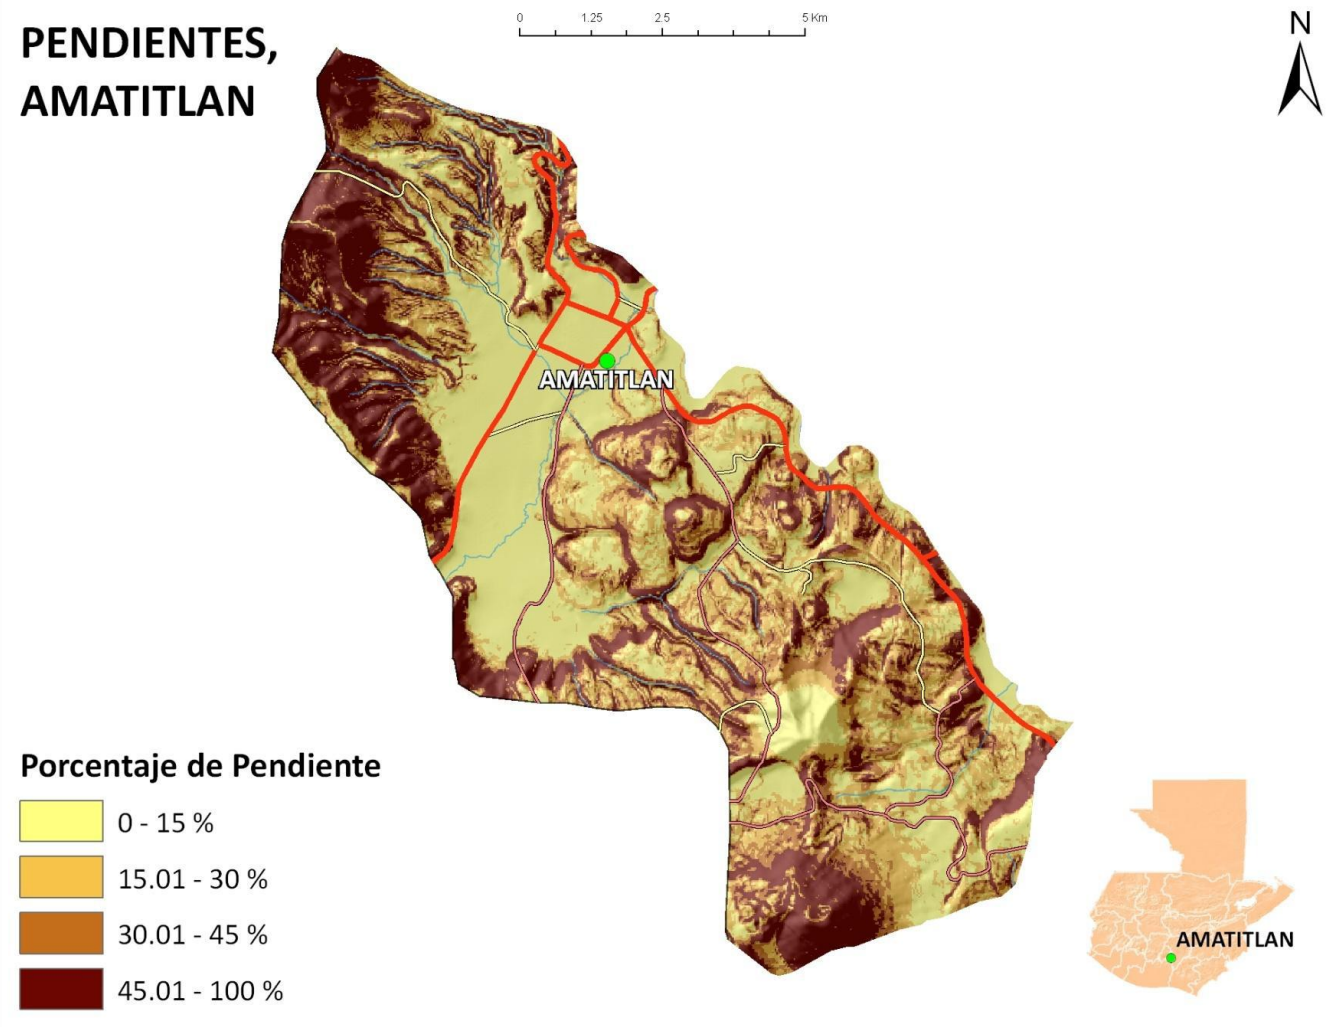 PENDIENTES,
AMATITLAN
0 1.25 2.5 5 Km
N
AMATITLAN
Porcentaje de Pendiente
0 - 15 %
15.01 - 30 %
30.01 - 45 %
45.01 - 100 %
AMATITLAN